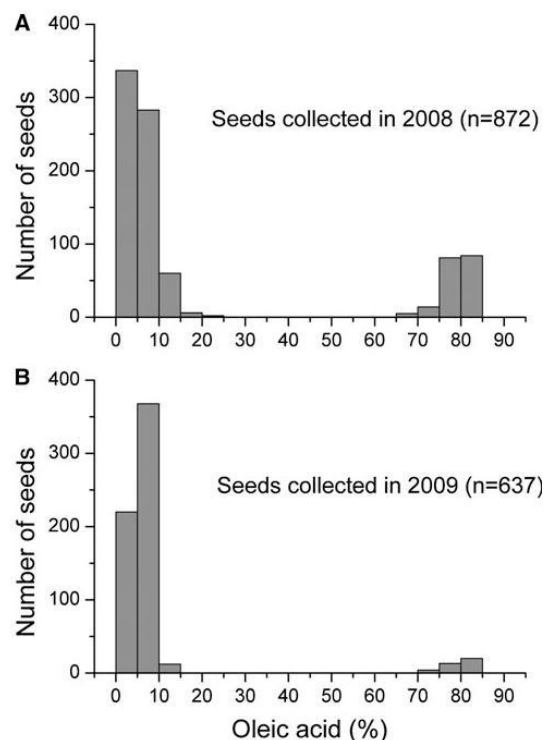 A
400
300
200
100
0
Number of seeds
Seeds collected in 2008 (n=872)
0 10 20 30 40 50 60 70 80 90
B
400
300
200
100
0
Number of seeds
Seeds collected in 2009 (n=637)
0 10 20 30 40 50 60 70 80 90
Oleic acid (%)